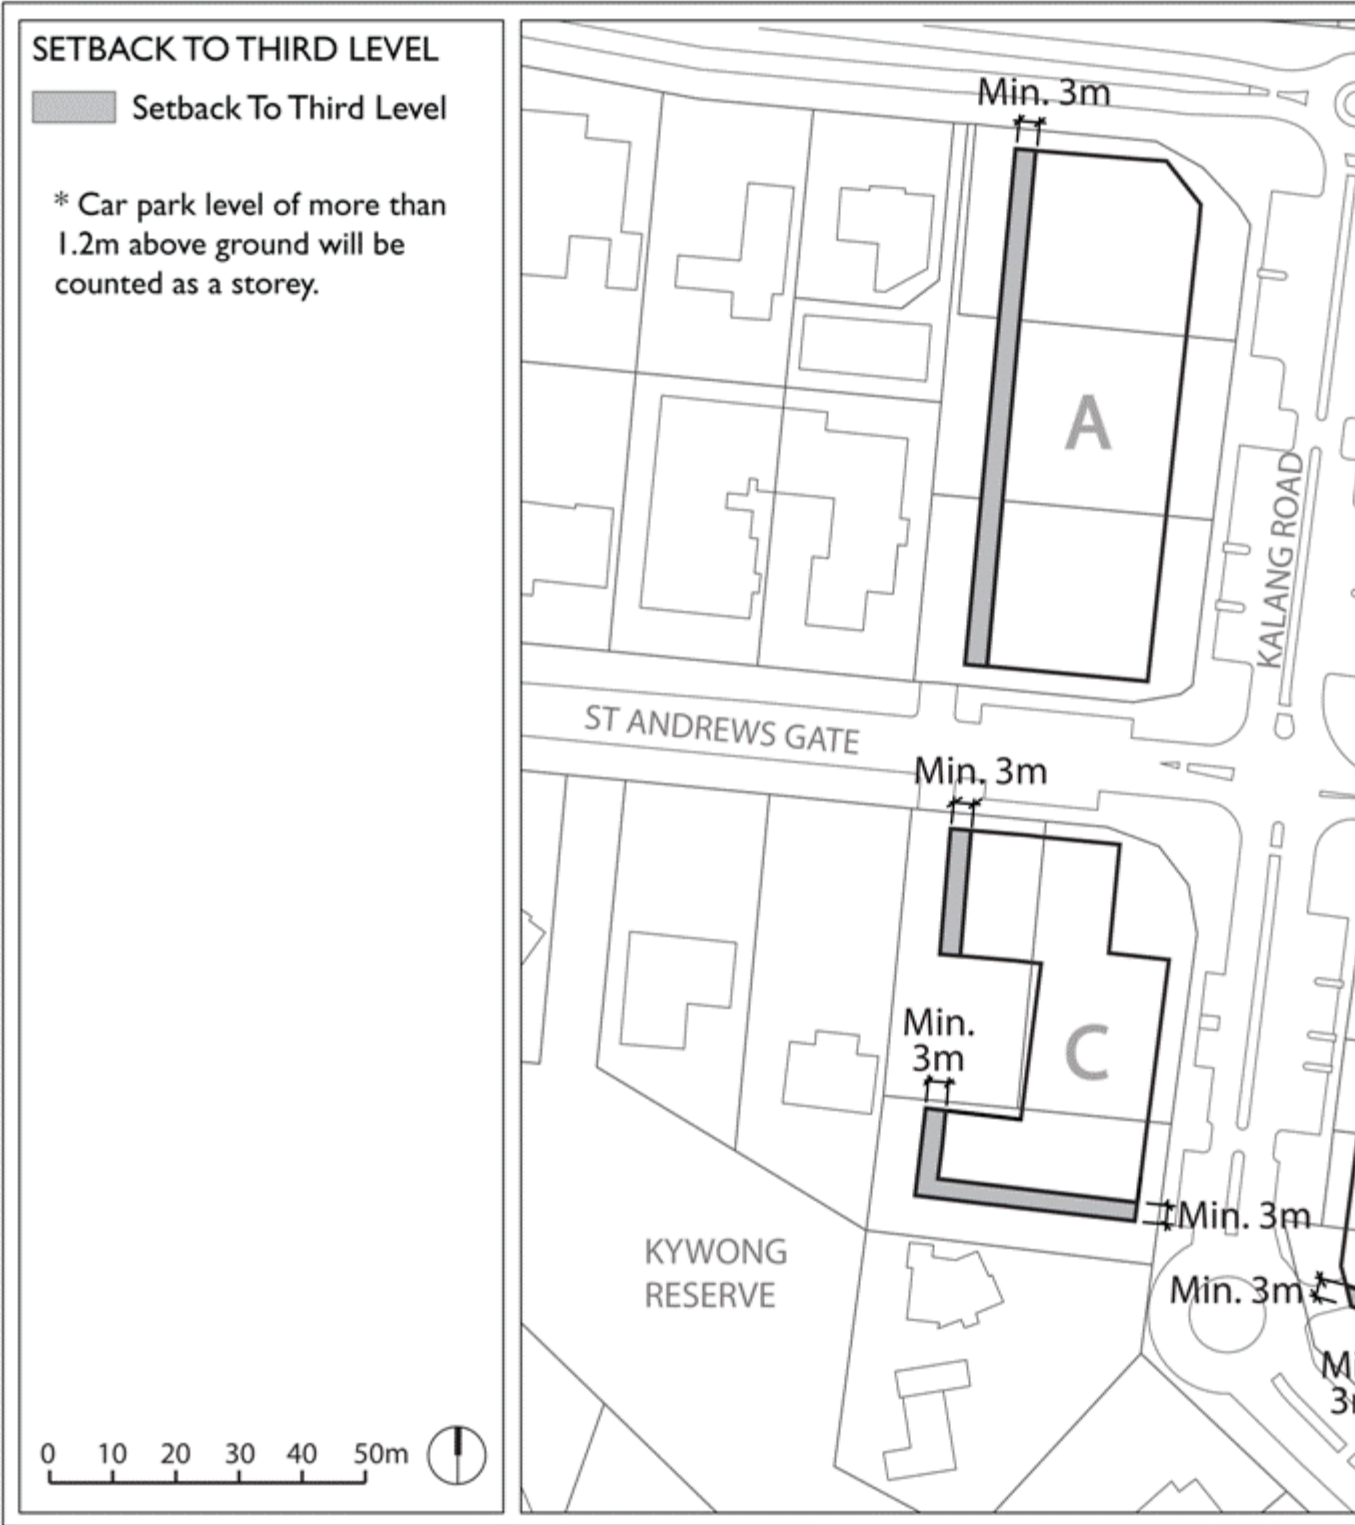 SETBACK TO THIRD LEVEL
Setback To Third Level
* Car park level of more than
1.2m above ground will be
counted as a storey.
0 10 20 30 40 50m
Min. 3m
A
KALANG ROAD
ST ANDREWS GATE
Min. 3m
Min.
3m
C
Min. 3m
KYWONG
RESERVE
Min. 3m